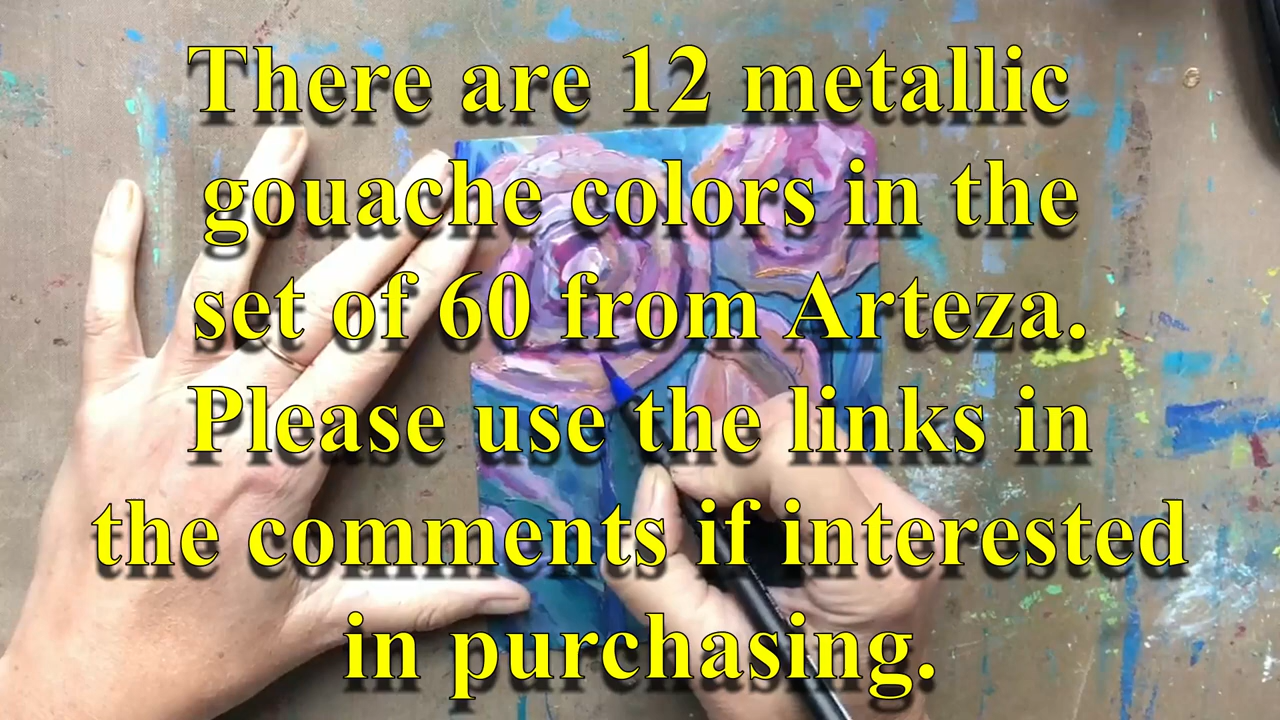 There are 12 metallic
gouache colors in the
set of 60 from Arteza.
Please use the links in
the comments if interested
in purchasing.